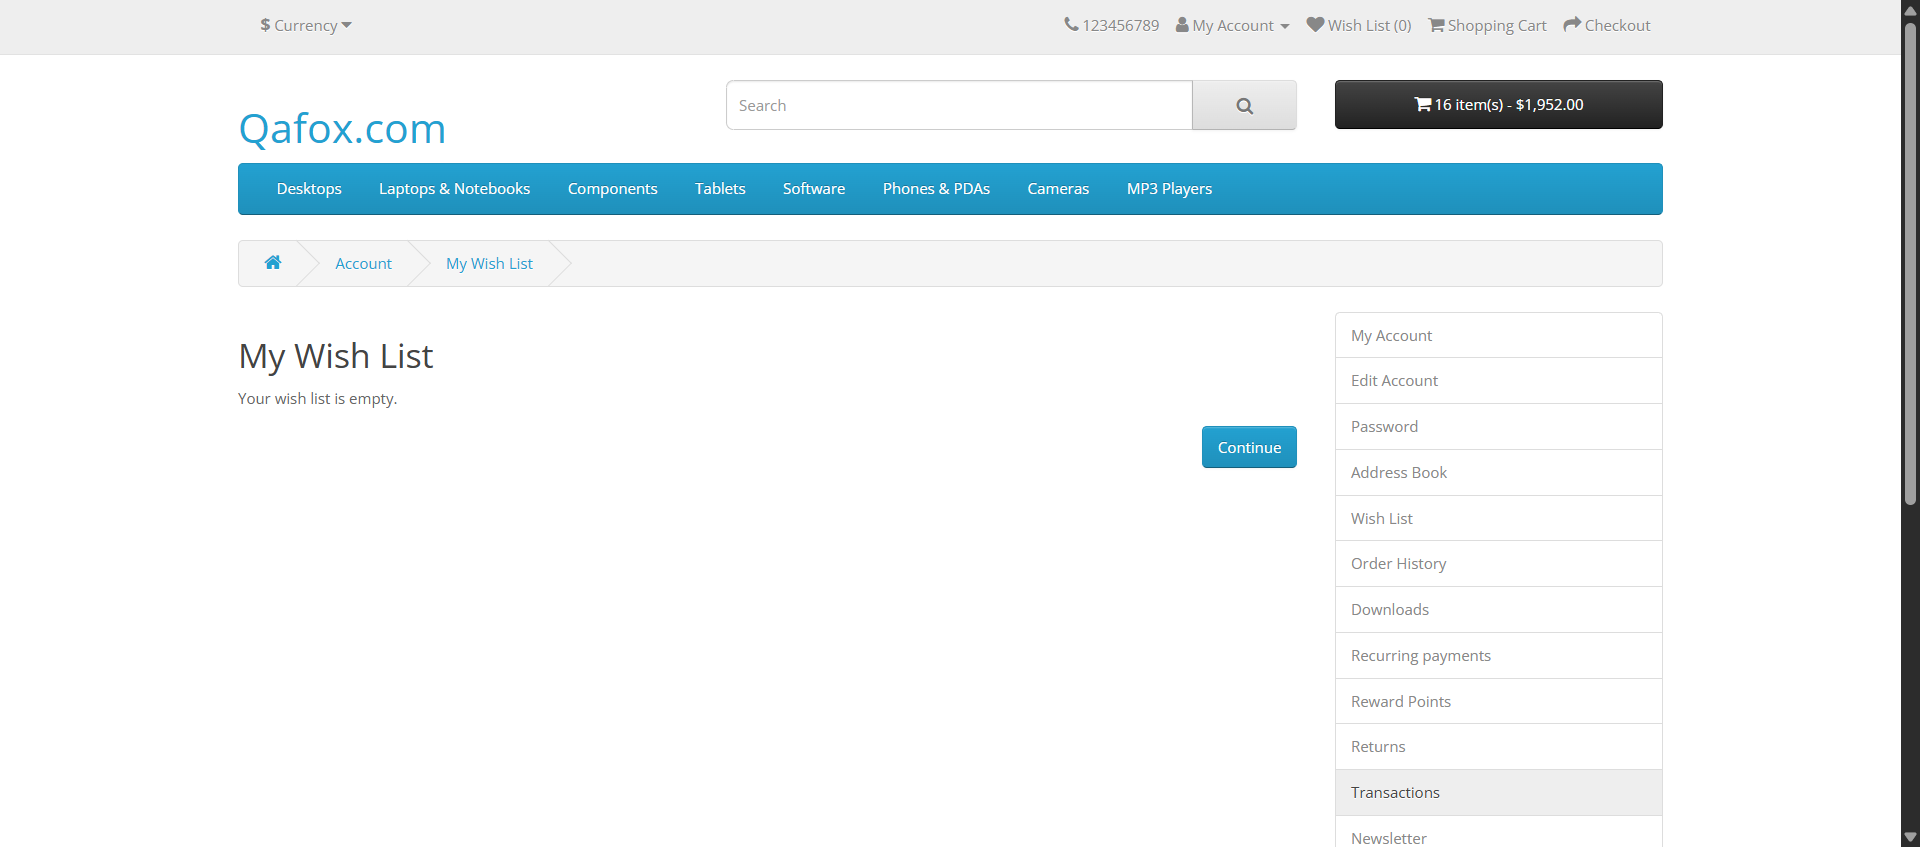 $ Currency
123456789 My Account Wish List (0) Shopping Cart Checkout
Qafox.com
Search
16 item(s) - $1,952.00
Desktops Laptops & Notebooks Components Tablets Software Phones & PDAs Cameras MP3 Players
Account My Wish List
My Wish List
Your wish list is empty.
Continue
My Account
Edit Account
Password
Address Book
Wish List
Order History
Downloads
Recurring payments
Reward Points
Returns
Transactions
Newsletter